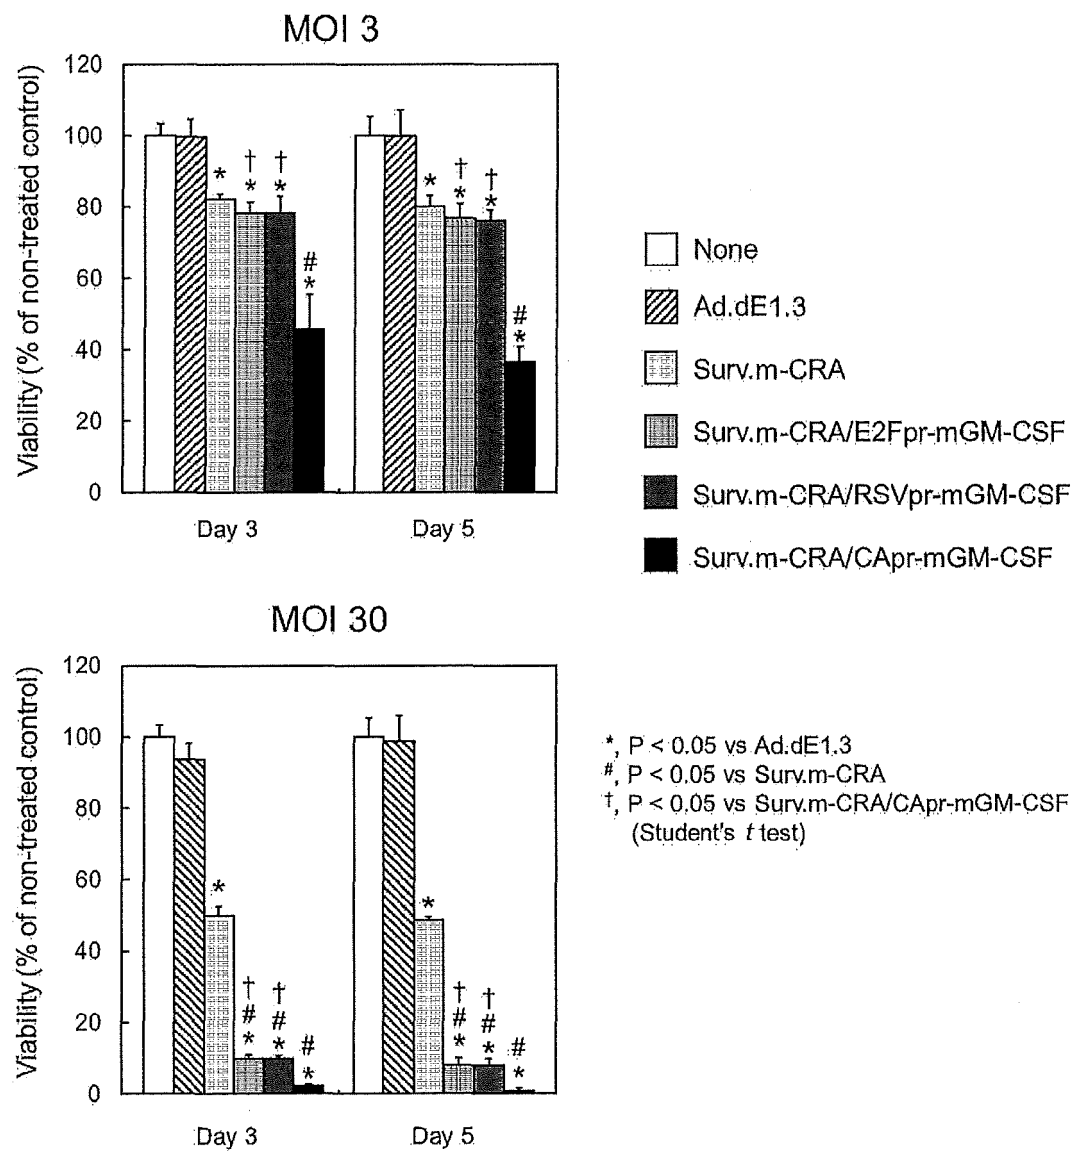 MOI 3
Viability (% of non-treated control)
120
100
80
60
40
20
0
* † * † * # *
* † * † * # *
Day 3
Day 5
None
Ad.dE1.3
Surv.m-CRA
Surv.m-CRA/E2Fpr-mGM-CSF
Surv.m-CRA/RSVpr-mGM-CSF
Surv.m-CRA/CApr-mGM-CSF
MOI 30
Viability (% of non-treated control)
120
100
80
60
40
20
0
* † # * † # * # *
* † # * † # * # *
Day 3
Day 5
*, P < 0.05 vs Ad.dE1.3
#, P < 0.05 vs Surv.m-CRA
†, P < 0.05 vs Surv.m-CRA/CApr-mGM-CSF
(Student's t test)